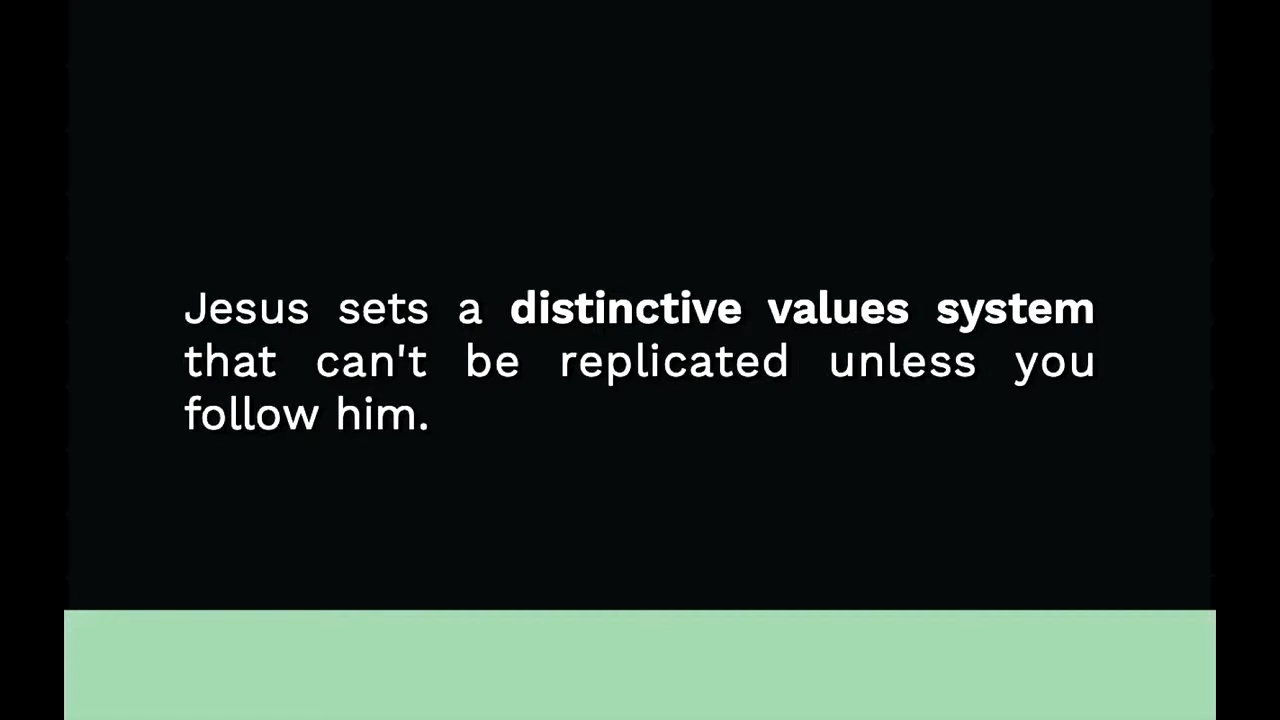 Jesus sets a distinctive values system
that can't be replicated unless you
follow him.